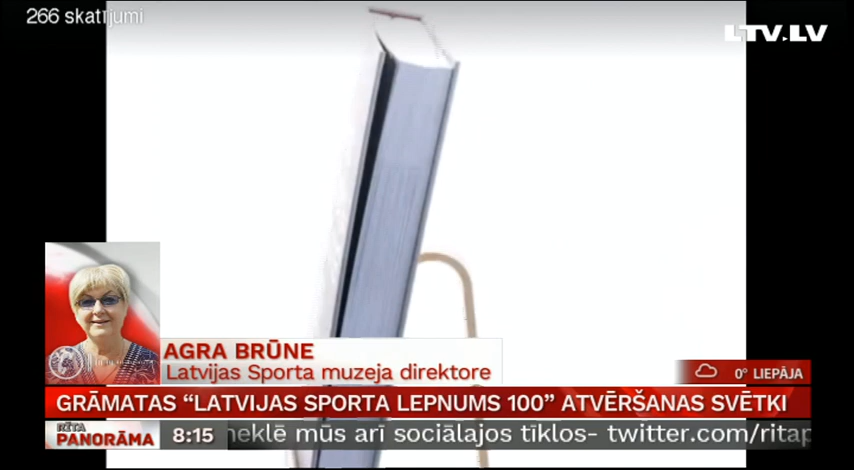 266 skatījumi
LTV.LV
AGRA BRŪNE
Latvijas Sporta muzeja direktore
0° LIEPĀJA
GRĀMATAS “LATVIJAS SPORTA LEPNUMS 100” ATVĒRŠANAS SVĒTKI
RĪTA
PANORĀMA
8:15 neklē mūs arī sociālajos tīklos- twitter.com/ritap